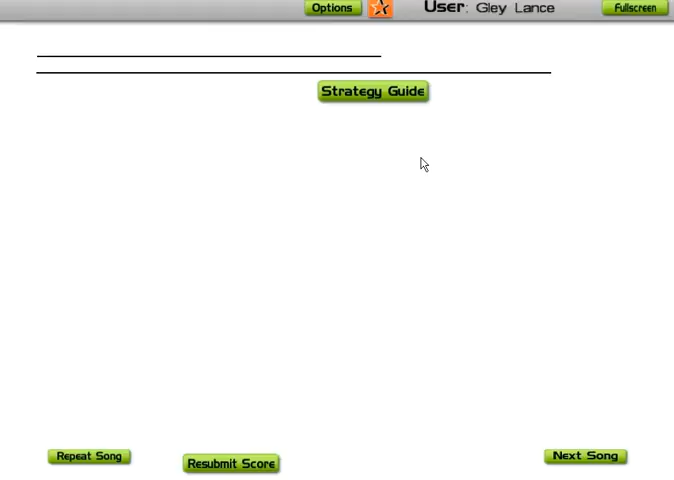 Options User: Gley Lance Fullscreen
Strategy Guide
Repeat Song Resubmit Score Next Song